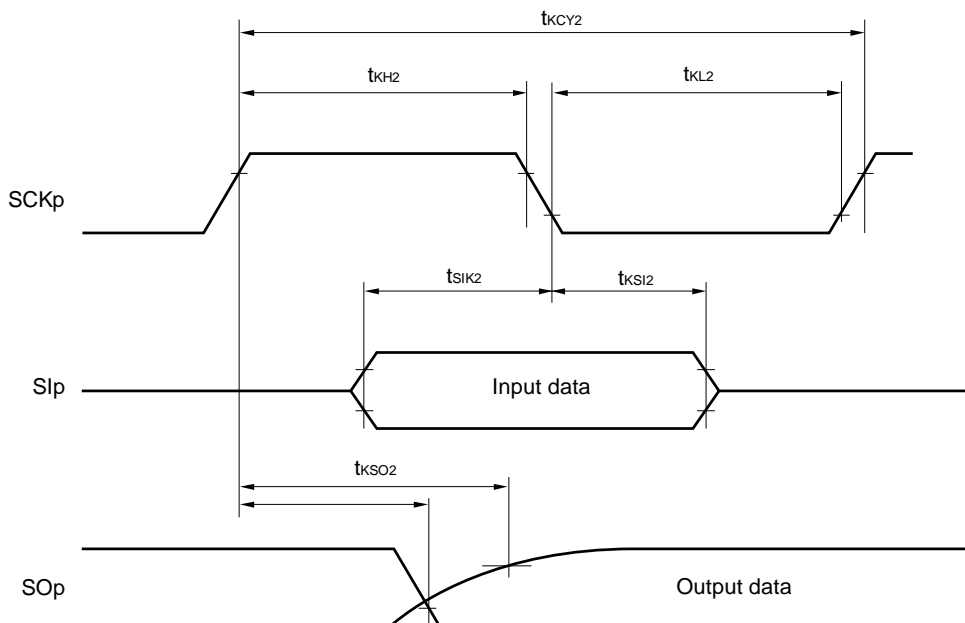 tKCY2
tKH2
tKL2
SCKp
tSIK2
tKSI2
SIp
Input data
tKSO2
SOp
Output data